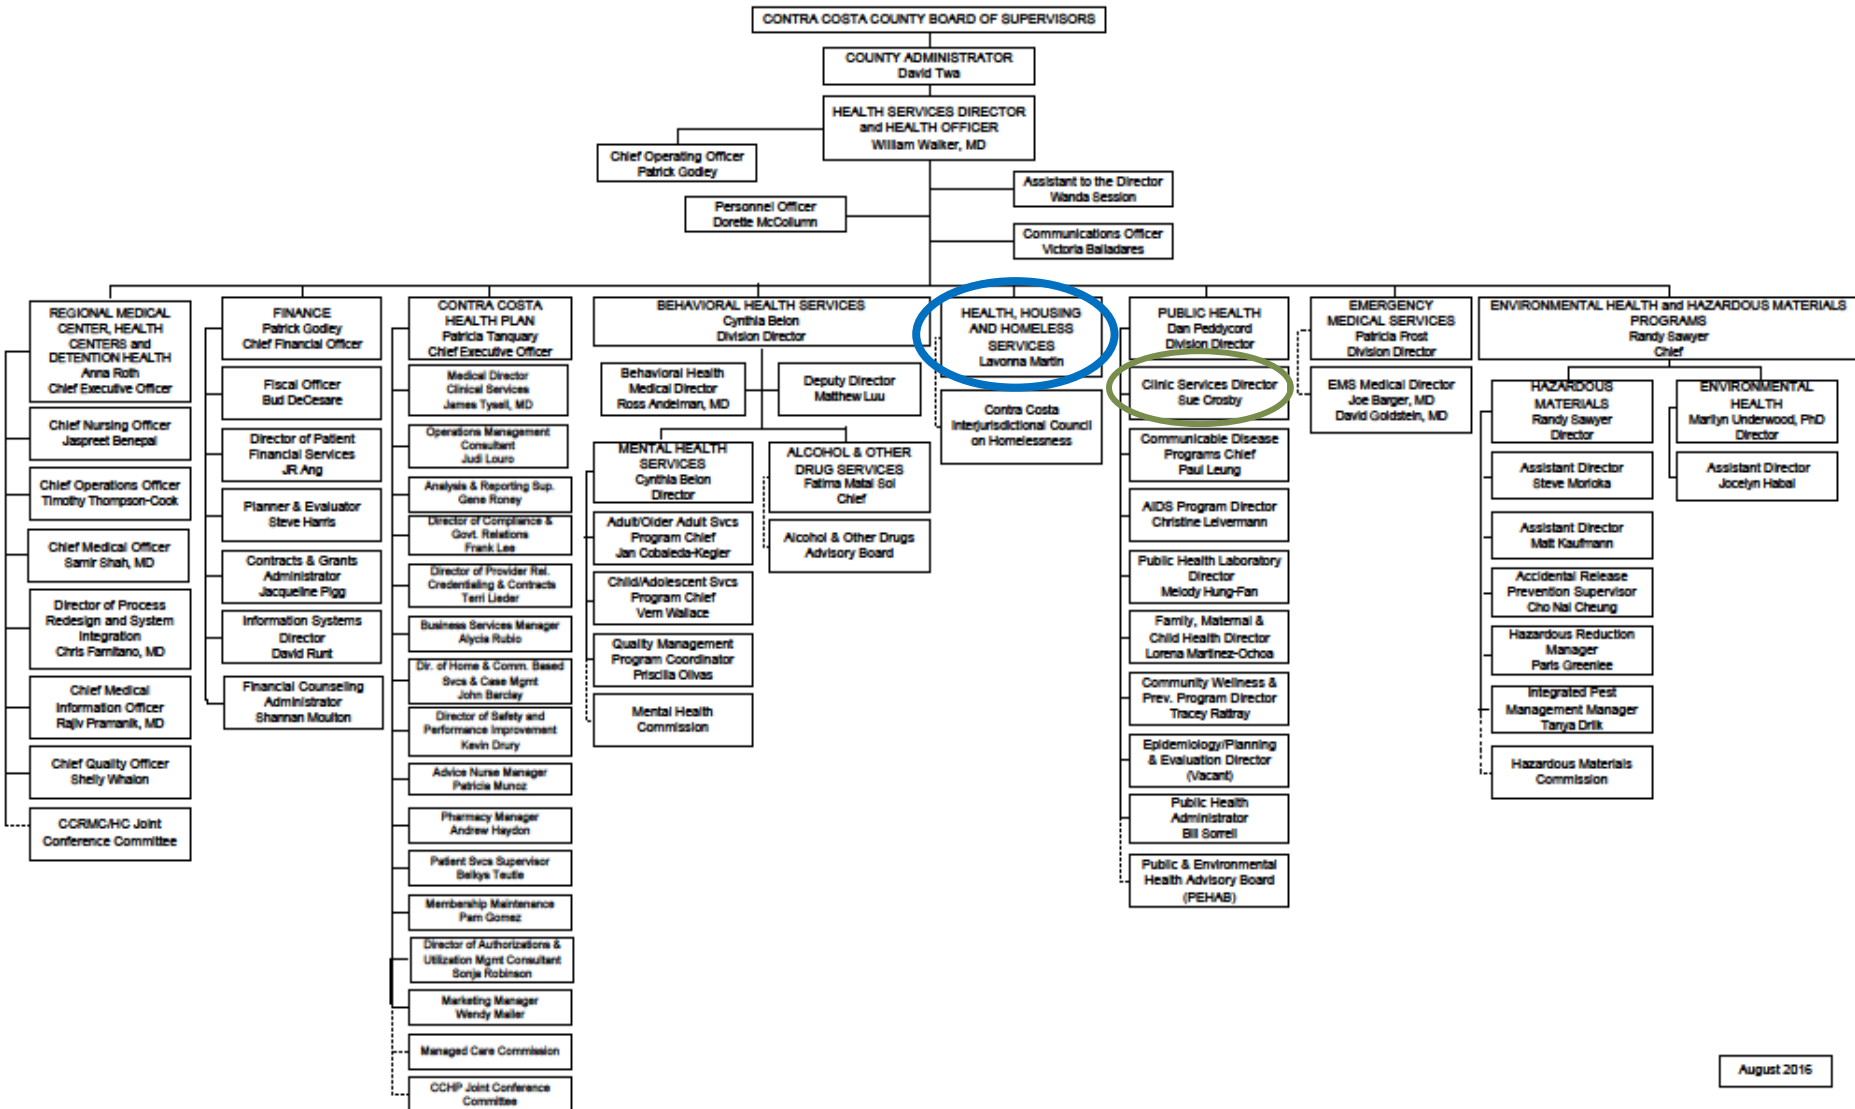 CONTRA COSTA COUNTY BOARD OF SUPERVISORS
COUNTY ADMINISTRATOR
David Twa
HEALTH SERVICES DIRECTOR
and HEALTH OFFICER
William Walker, MD
Chief Operating Officer
Patrick Godley
Assistant to the Director
Wanda Session
Personnel Officer
Dorette McCollumn
Communications Officer
Victoria Balladares
REGIONAL MEDICAL
CENTER, HEALTH
CENTERS and
DETENTION HEALTH
Anna Roth
Chief Executive Officer
Chief Nursing Officer
Jaspreet Benepal
Chief Operations Officer
Timothy Thompson-Cook
Chief Medical Officer
Samir Shah, MD
Director of Process
Redesign and System
Integration
Chris Farnitano, MD
Chief Medical
Information Officer
Rajiv Pramanik, MD
Chief Quality Officer
Shelly Whalon
CCRMC/HC Joint
Conference Committee
FINANCE
Patrick Godley
Chief Financial Officer
Fiscal Officer
Bud DeCesare
Director of Patient
Financial Services
JR Ang
Planner & Evaluator
Steve Harris
Contracts & Grants
Administrator
Jacqueline Pigg
Information Systems
Director
David Runt
Financial Counseling
Administrator
Shannan Moulton
CONTRA COSTA
HEALTH PLAN
Patricia Tanquary
Chief Executive Officer
Medical Director
Clinical Services
James Tysell, MD
Operations Management
Consultant
Judi Louro
Analysis & Reporting Sup.
Gene Roney
Director of Compliance &
Govt. Relations
Frank Lee
Director of Provider Rel.
Credentialing & Contracts
Terri Lieder
Business Services Manager
Alycia Rubio
Dir. of Home & Comm. Based
Svcs & Case Mgmt
John Barclay
Director of Safety and
Performance Improvement
Kevin Drury
Advice Nurse Manager
Patricia Munoz
Pharmacy Manager
Andrew Haydon
Patient Svcs Supervisor
Belkys Teutle
Membership Maintenance
Pam Gomez
Director of Authorizations &
Utilization Mgmt Consultant
Sonja Robinson
Marketing Manager
Wendy Mailer
Managed Care Commission
CCHP Joint Conference
Committee
BEHAVIORAL HEALTH SERVICES
Cynthia Belon
Division Director
Behavioral Health
Medical Director
Ross Andelman, MD
Deputy Director
Matthew Luu
MENTAL HEALTH
SERVICES
Cynthia Belon
Director
Adult/Older Adult Svcs
Program Chief
Jan Cobaleda-Kegler
Child/Adolescent Svcs
Program Chief
Vern Wallace
Quality Management
Program Coordinator
Priscilla Olivas
Mental Health
Commission
ALCOHOL & OTHER
DRUG SERVICES
Fatima Matal Sol
Chief
Alcohol & Other Drugs
Advisory Board
HEALTH, HOUSING
AND HOMELESS
SERVICES
Lavonna Martin
Contra Costa
Interjurisdictional Council
on Homelessness
PUBLIC HEALTH
Dan Peddycord
Division Director
Clinic Services Director
Sue Crosby
Communicable Disease
Programs Chief
Paul Leung
AIDS Program Director
Christine Leivermann
Public Health Laboratory
Director
Melody Hung-Fan
Family, Maternal &
Child Health Director
Lorena Martinez-Ochoa
Community Wellness &
Prev. Program Director
Tracey Rattray
Epidemiology/Planning
& Evaluation Director
(Vacant)
Public Health
Administrator
Bill Sorrell
Public & Environmental
Health Advisory Board
(PEHAB)
EMERGENCY
MEDICAL SERVICES
Patricia Frost
Division Director
EMS Medical Director
Joe Barger, MD
David Goldstein, MD
ENVIRONMENTAL HEALTH and HAZARDOUS MATERIALS
PROGRAMS
Randy Sawyer
Chief
HAZARDOUS
MATERIALS
Randy Sawyer
Director
Assistant Director
Steve Morioka
Assistant Director
Matt Kaufmann
Accidental Release
Prevention Supervisor
Cho Nai Cheung
Hazardous Reduction
Manager
Paris Greenlee
Integrated Pest
Management Manager
Tanya Drlik
Hazardous Materials
Commission
ENVIRONMENTAL
HEALTH
Marilyn Underwood, PhD
Director
Assistant Director
Jocelyn Habal
August 2016